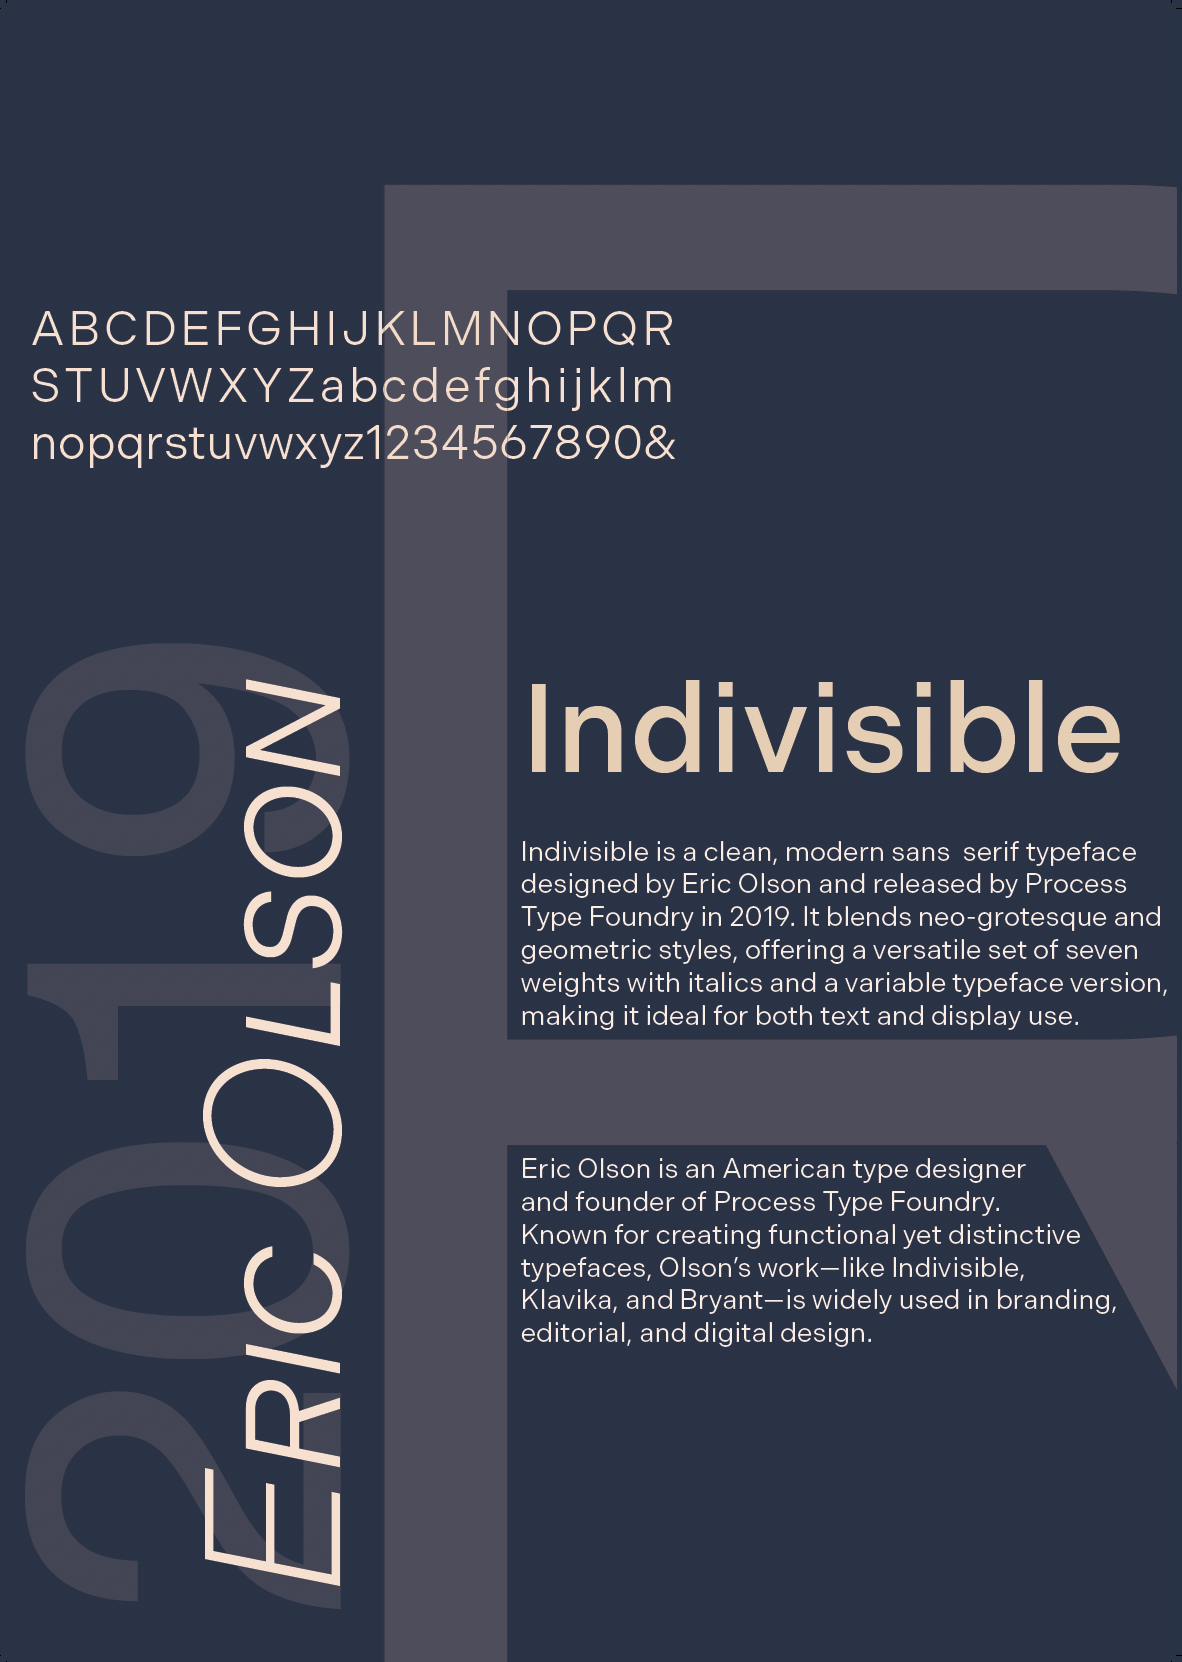 ABCDEFGHIJKLMNOPQR
STUVWXYZabcdefghijklm
nopqrstuvwxyz1234567890&
2019
ERIC OLSON
R
Indivisible
Indivisible is a clean, modern sans  serif typeface
designed by Eric Olson and released by Process
Type Foundry in 2019. It blends neo-grotesque and
geometric styles, offering a versatile set of seven
weights with italics and a variable typeface version,
making it ideal for both text and display use.
Eric Olson is an American type designer
and founder of Process Type Foundry.
Known for creating functional yet distinctive
typefaces, Olson’s work—like Indivisible,
Klavika, and Bryant—is widely used in branding,
editorial, and digital design.